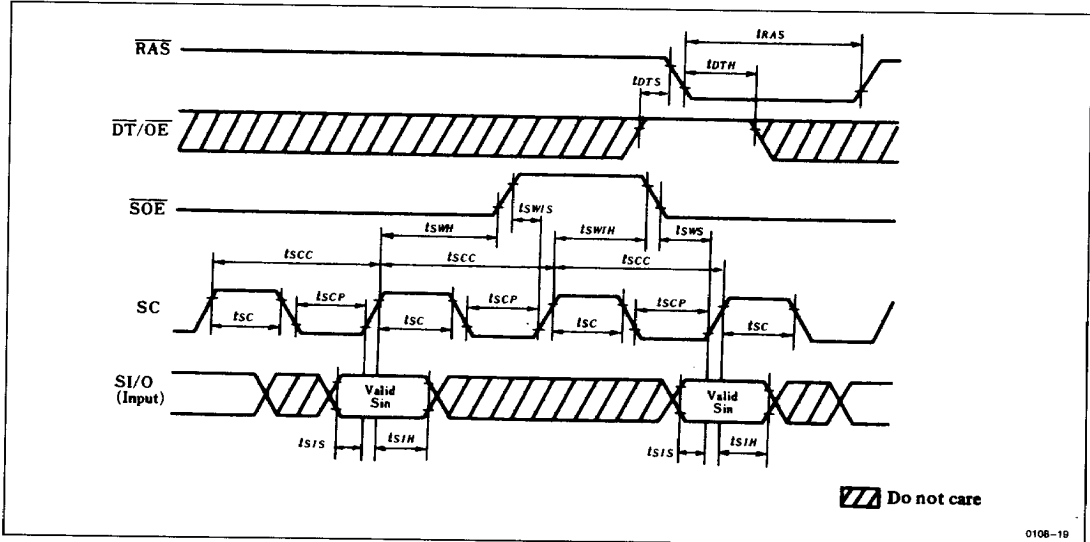 RAS
tRAS
tDTH
tDTS
DT/OE
SOE
tSWIS
tSWH
tSWIH
tSWS
tSCC
tSCC
tSCC
SC
tSCP
tSCP
tSCP
tSC
tSC
tSC
tSC
SI/O
(Input)
Valid
Sin
Valid
Sin
tSIS
tSIH
tSIS
tSIH
Do not care
0108-19